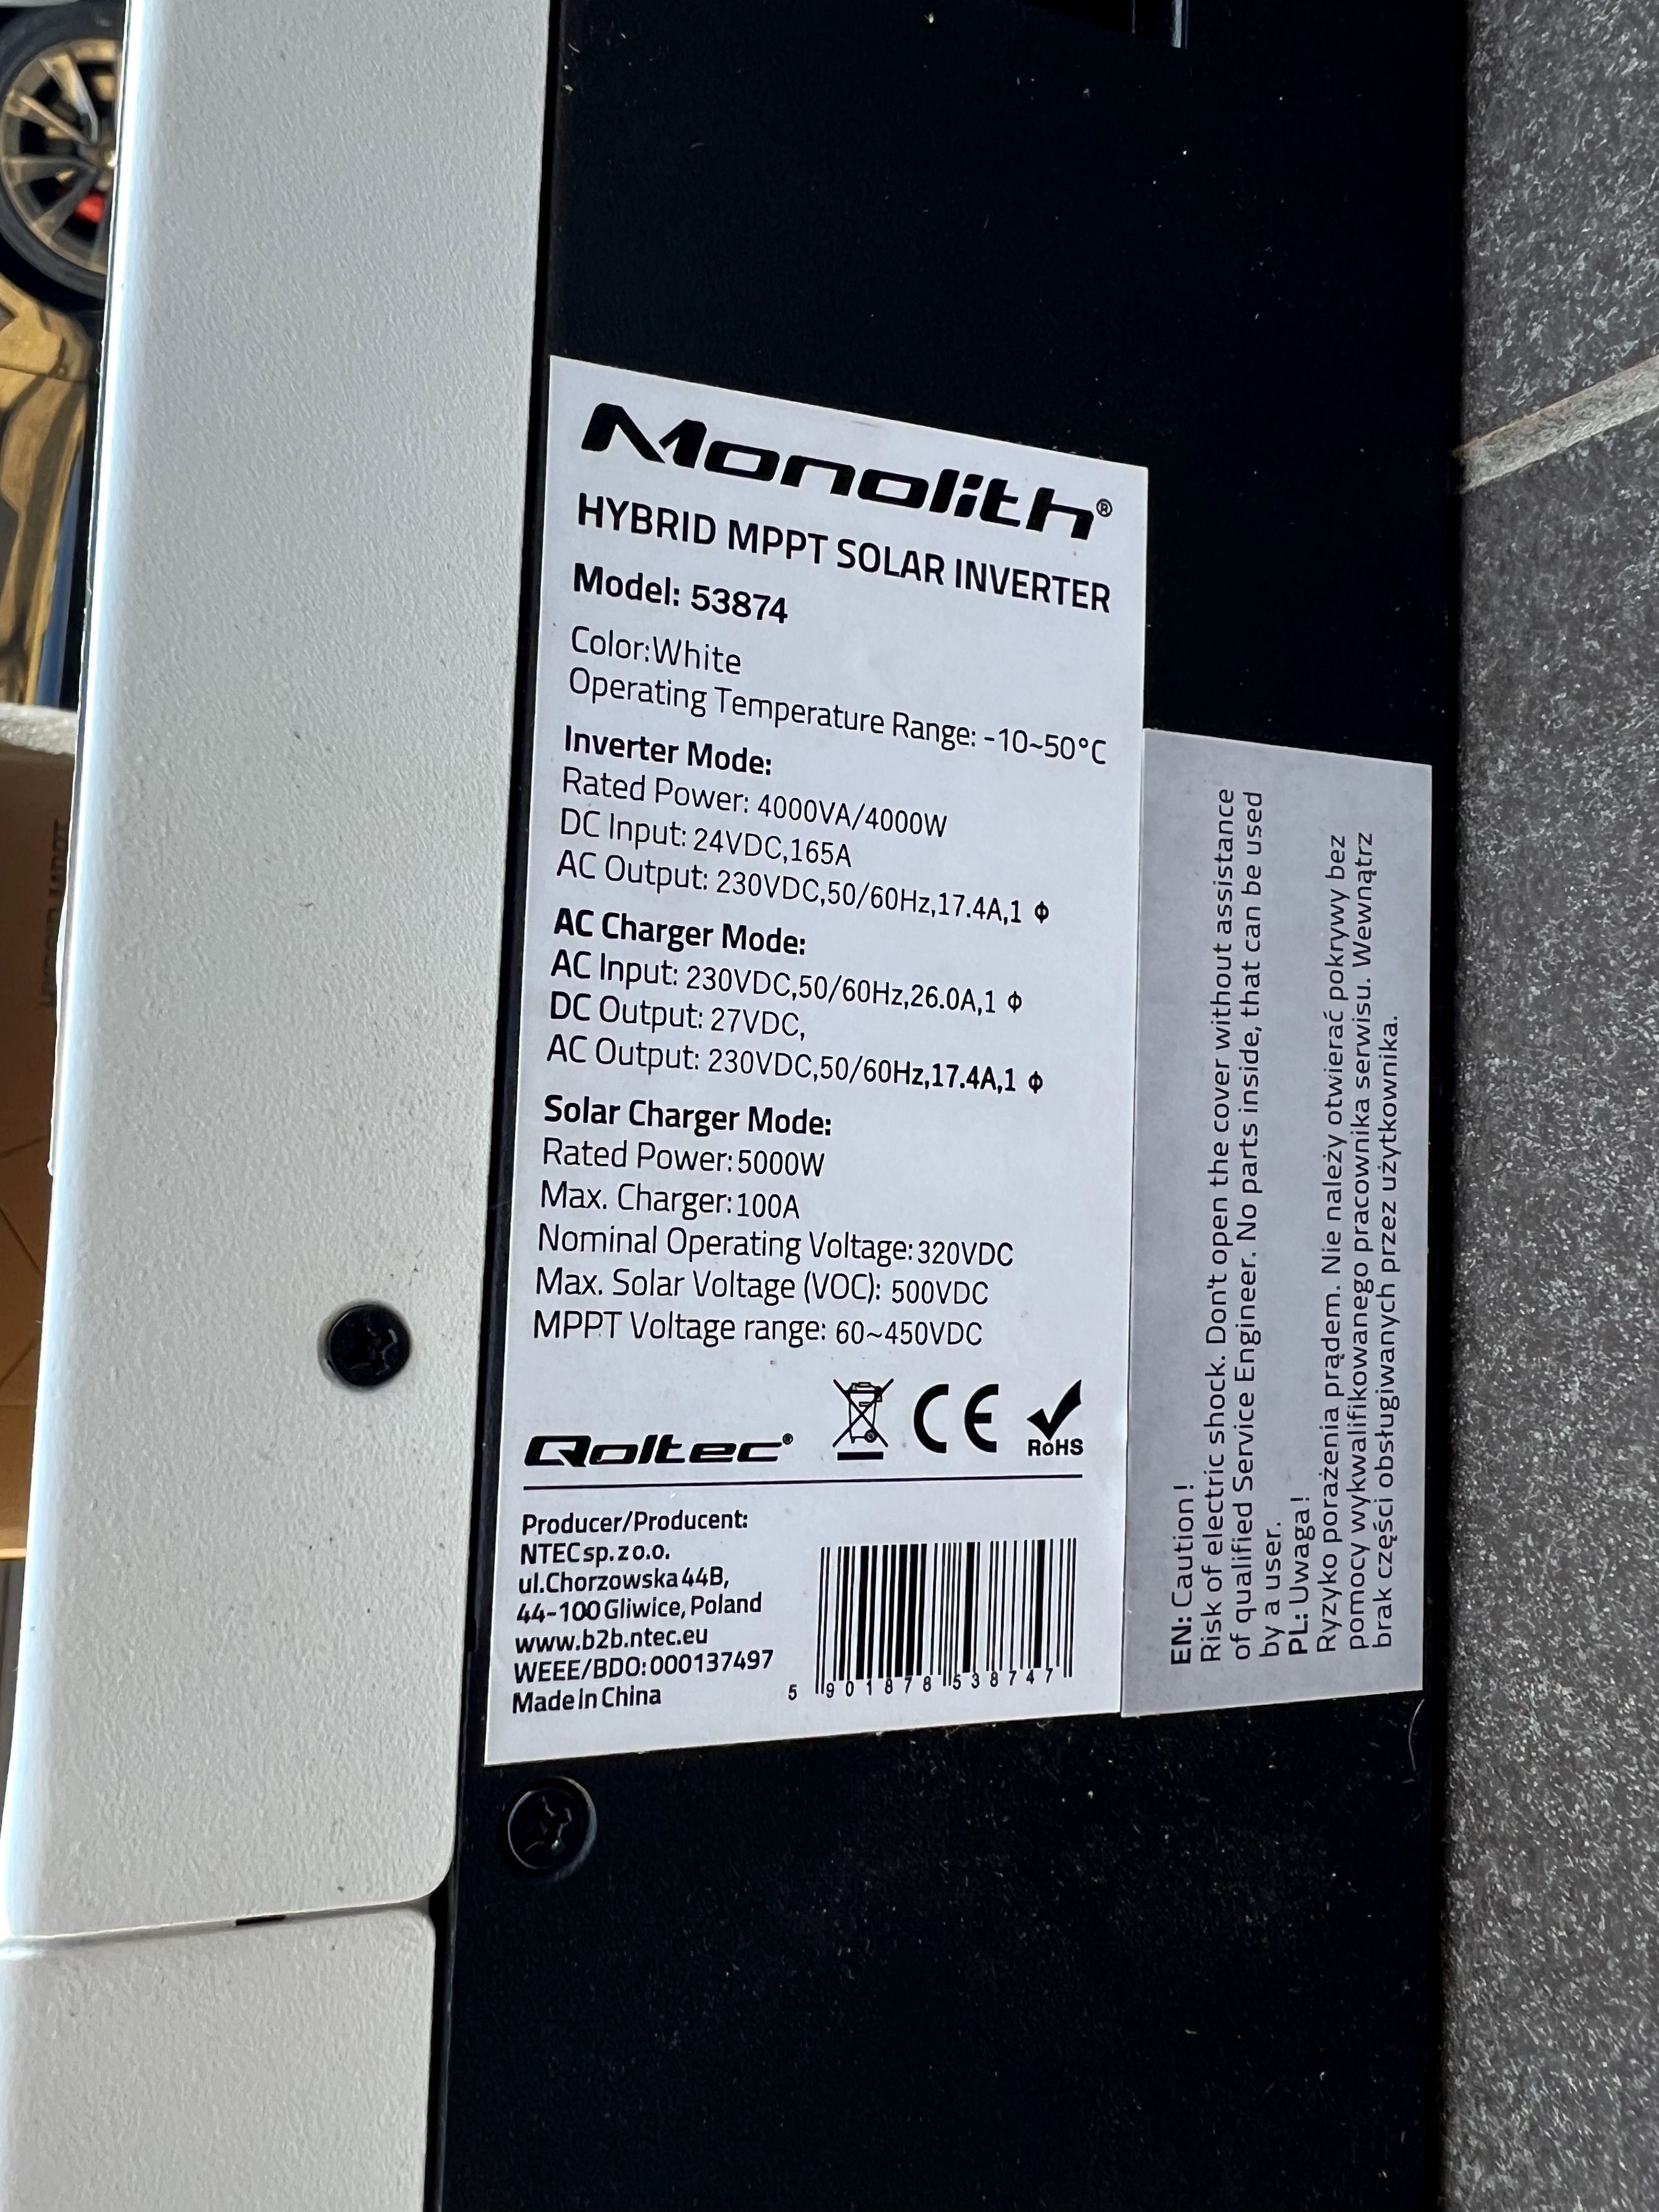 Monolith®
HYBRID MPPT SOLAR INVERTER
Model: 53874
Color:White
Operating Temperature Range: -10~50°C
Inverter Mode:
Rated Power: 4000VA/4000W
DC Input: 24VDC,165A
AC Output: 230VDC,50/60Hz,17.4A,1 Φ
AC Charger Mode:
AC Input: 230VDC,50/60Hz,26.0A,1 Φ
DC Output: 27VDC,
AC Output: 230VDC,50/60Hz,17.4A,1 Φ
Solar Charger Mode:
Rated Power:5000W
Max. Charger:100A
Nominal Operating Voltage:320VDC
Max. Solar Voltage (VOC): 500VDC
MPPT Voltage range: 60~450VDC
Qoltec®
CE
RoHS
Producer/Producent:
NTEC sp. z o.o.
ul.Chorzowska 44B,
44-100 Gliwice, Poland
www.b2b.ntec.eu
WEEE/BDO: 000137497
Made in China
5 901878 538747
EN: Caution!
Risk of electric shock. Don't open the cover without assistance
of qualified Service Engineer. No parts inside, that can be used
by a user.
PL: Uwaga!
Ryzyko porażenia prądem. Nie należy otwierać pokrywy bez
pomocy wykwalifikowanego pracownika serwisu. Wewnątrz
brak części obsługiwanych przez użytkownika.